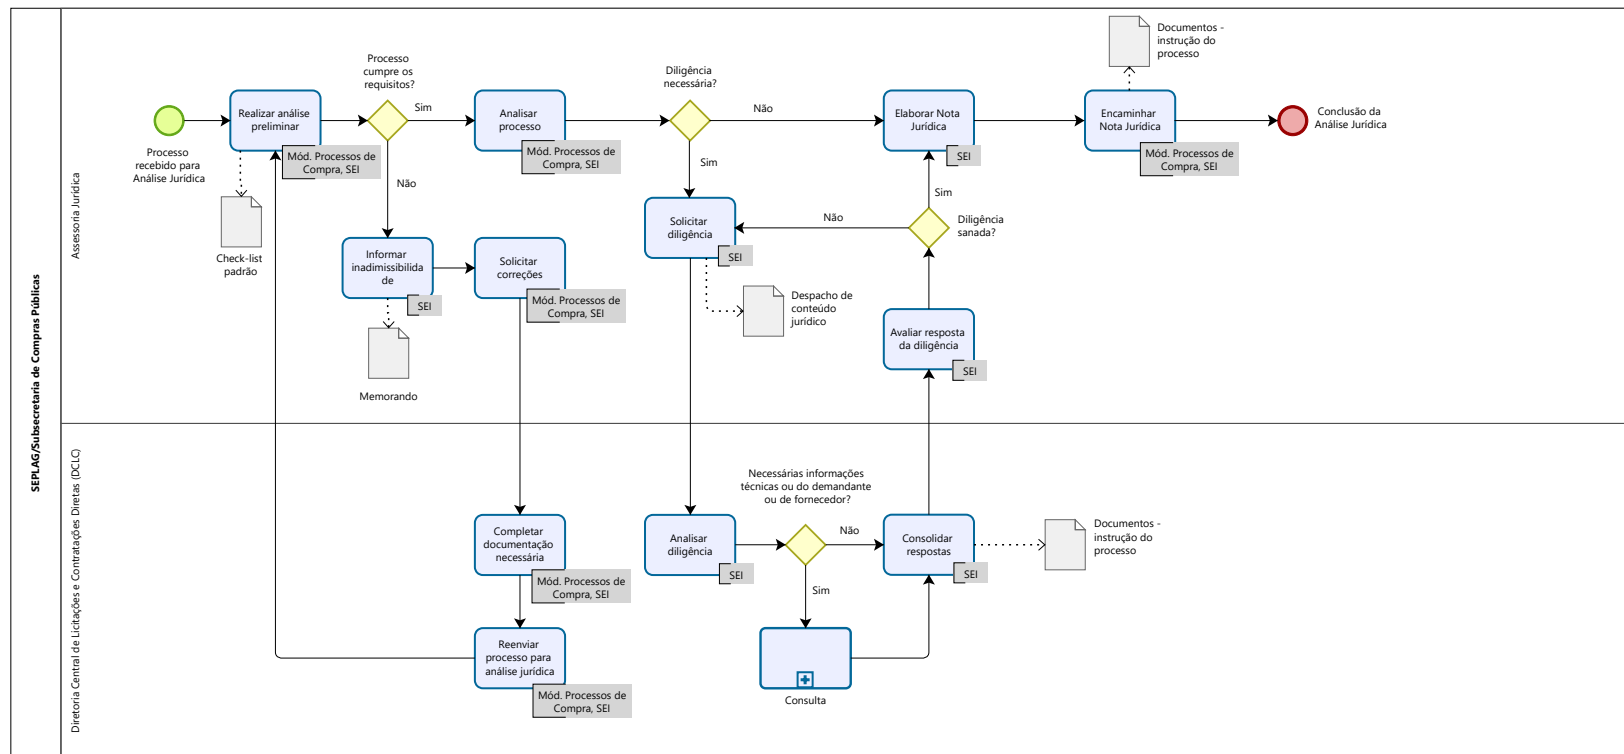 SEPLAG/Subsecretaria de Compras Públicas
Assessoria Jurídica
Processo
recebido para
Análise Jurídica
Realizar análise
preliminar
Mód. Processos de
Compra, SEI
Check-list
padrão
Processo
cumpre os
requisitos?
Sim
Não
Analisar
processo
Mód. Processos de
Compra, SEI
Informar
inadimissibilida
de
SEI
Memorando
Solicitar
correções
Mód. Processos de
Compra, SEI
Diligência
necessária?
Não
Sim
Solicitar
diligência
SEI
Despacho de
conteúdo
jurídico
Elaborar Nota
Jurídica
SEI
Sim
Não
Diligência
sanada?
Avaliar resposta
da diligência
SEI
Encaminhar
Nota Jurídica
Mód. Processos de
Compra, SEI
Documentos -
instrução do
processo
Conclusão da
Análise Jurídica
Diretoria Central de Licitações e Contratações Diretas (DCLC)
Completar
documentação
necessária
Mód. Processos de
Compra, SEI
Reenviar
processo para
análise jurídica
Mód. Processos de
Compra, SEI
Analisar
diligência
SEI
Necessárias informações
técnicas ou do demandante
ou de fornecedor?
Não
Sim
Consulta
Consolidar
respostas
SEI
Documentos -
instrução do
processo